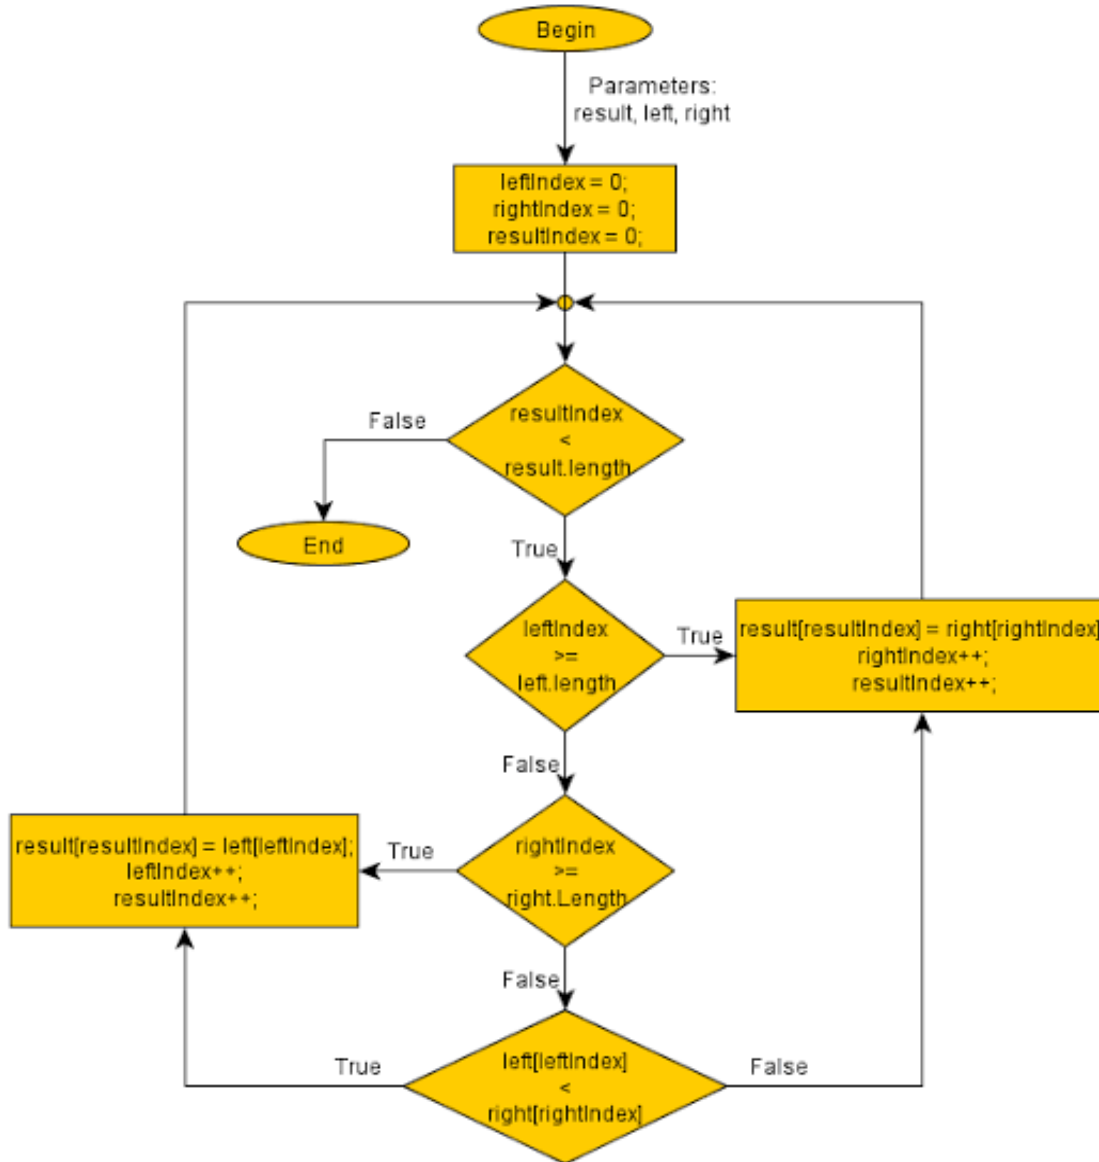 Begin
Parameters:
result, left, right
leftIndex = 0;
rightIndex = 0;
resultIndex = 0;
resultIndex
<
result.length
False
End
True
leftIndex
>=
left.length
True
result[resultIndex] = right[rightIndex]
rightIndex++;
resultIndex++;
False
rightIndex
>=
right.Length
True
result[resultIndex] = left[leftIndex];
leftIndex++;
resultIndex++;
False
left[leftIndex]
<
right[rightIndex]
True
False